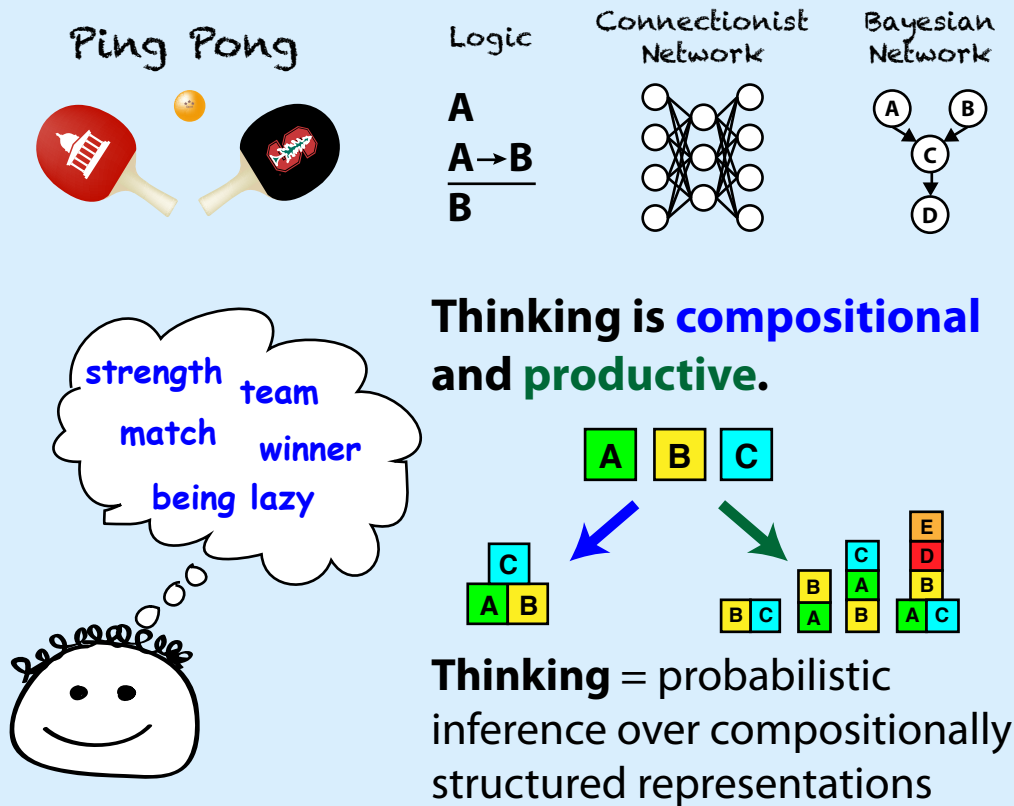 Ping Pong
Logic
A
A→B
B
Connectionist
Network
Bayesian
Network
A B
C
D
strength
team
match
winner
being lazy
Thinking is compositional
and productive.
A B C
C
A B
B C
B
A
C
A
B
E
D
B
A C
Thinking = probabilistic
inference over compositionally
structured representations